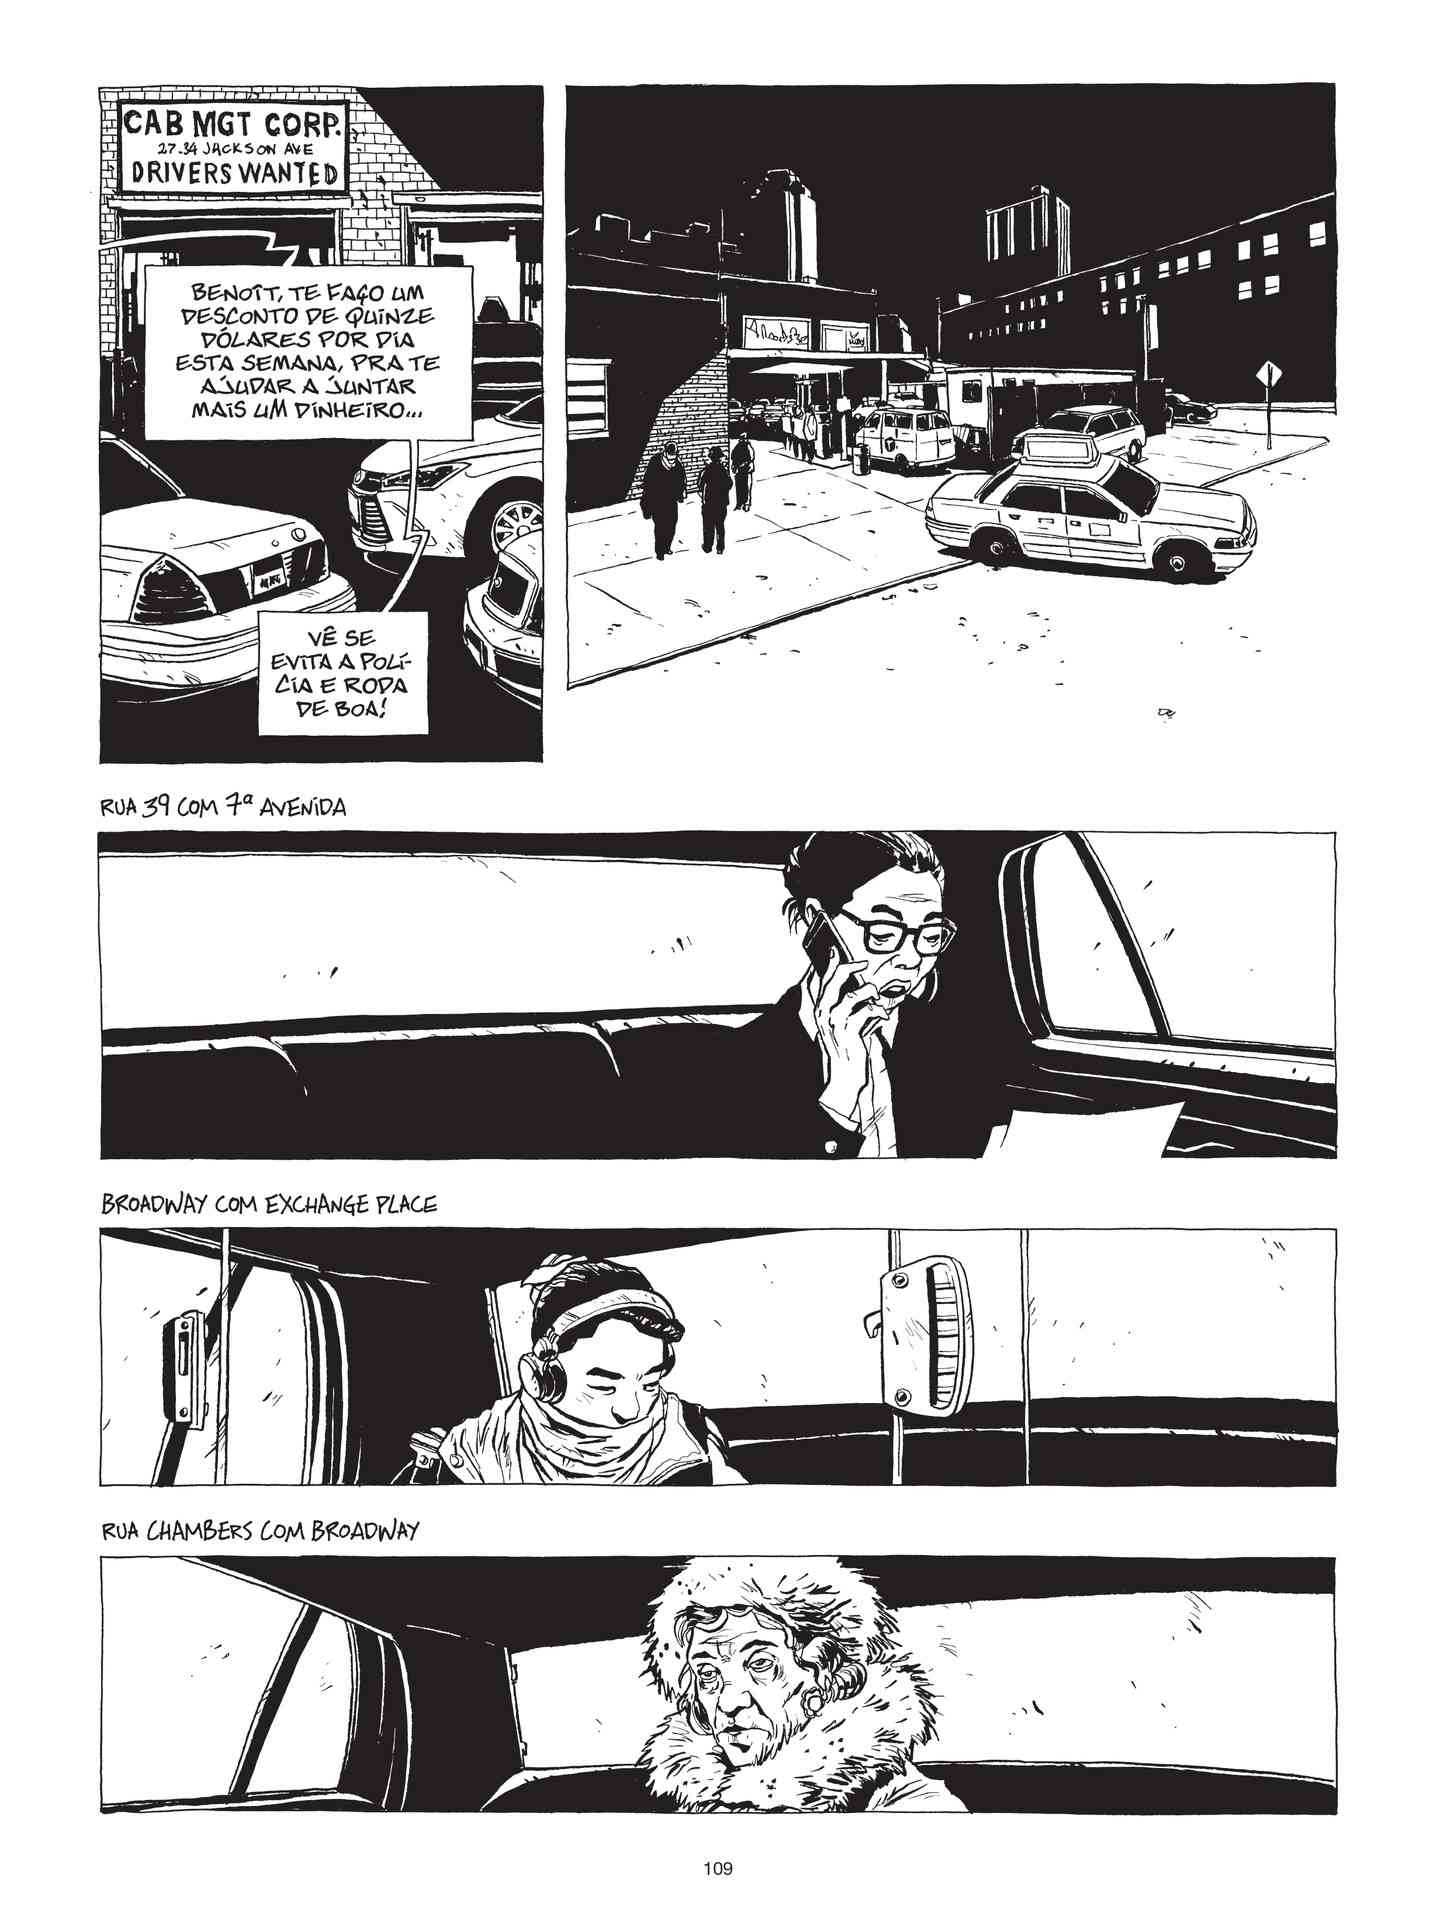 CAB MGT CORP.
27.34 JACKSON AVE
DRIVERS WANTED
BENOÎT, TE FAÇO UM
DESCONTO DE QUINZE
DÓLARES POR DIA
ESTA SEMANA, PRA TE
AJUDAR A JUNTAR
MAIS UM DINHEIRO...
VÊ SE
EVITA A POLÍ-
CIA E RODA
DE BOA!
RUA 39 COM 7ª AVENIDA
BROADWAY COM EXCHANGE PLACE
RUA CHAMBERS COM BROADWAY
109